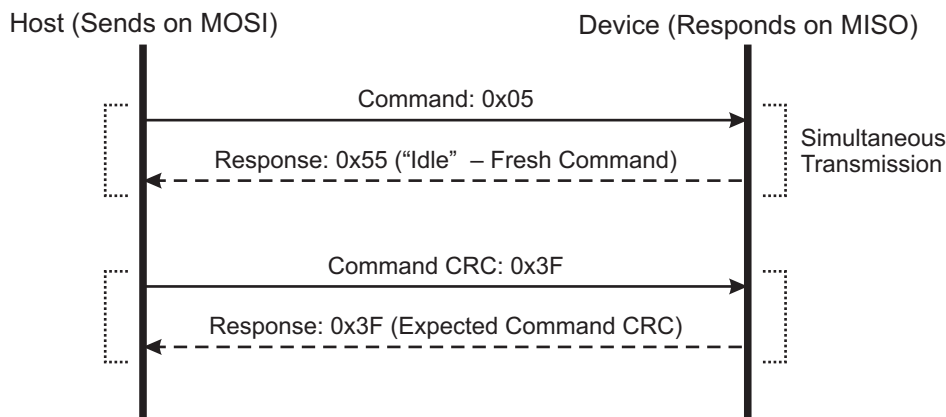 Host (Sends on MOSI)
Device (Responds on MISO)
Command: 0x05
Response: 0x55 (“Idle” – Fresh Command)
Simultaneous
Transmission
Command CRC: 0x3F
Response: 0x3F (Expected Command CRC)